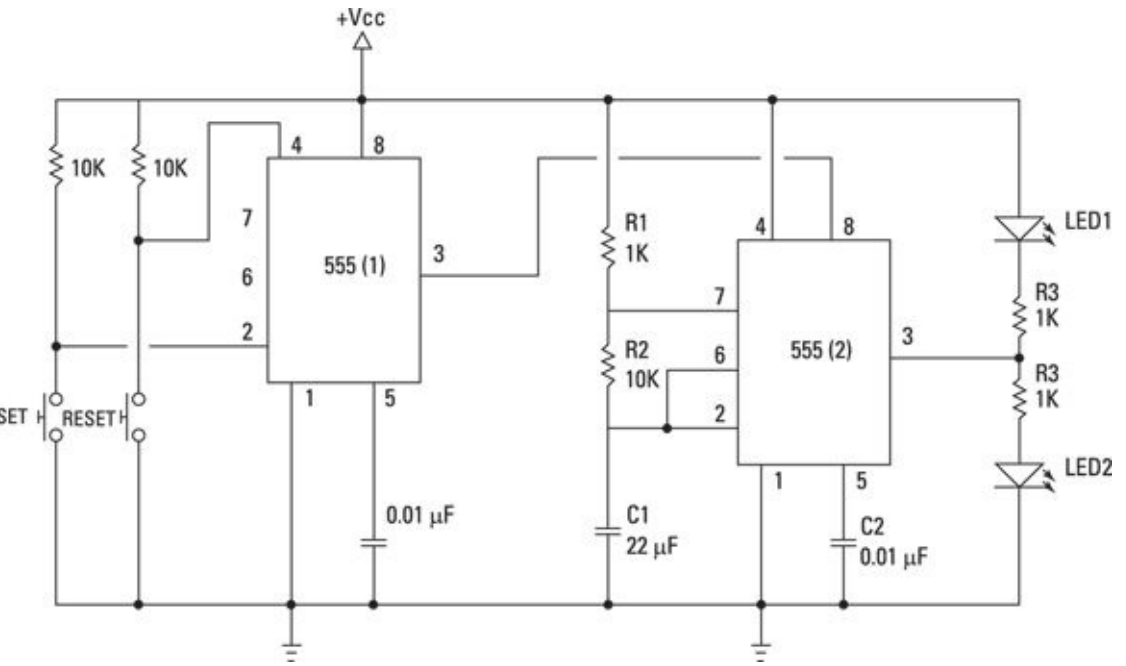 +Vcc
10K
10K
4
8
7
6
2
555 (1)
3
1
5
SET
RESET
0.01 µF
R1
1K
R2
10K
C1
22 µF
4
8
7
6
2
555 (2)
3
1
5
C2
0.01 µF
LED1
R3
1K
R3
1K
LED2